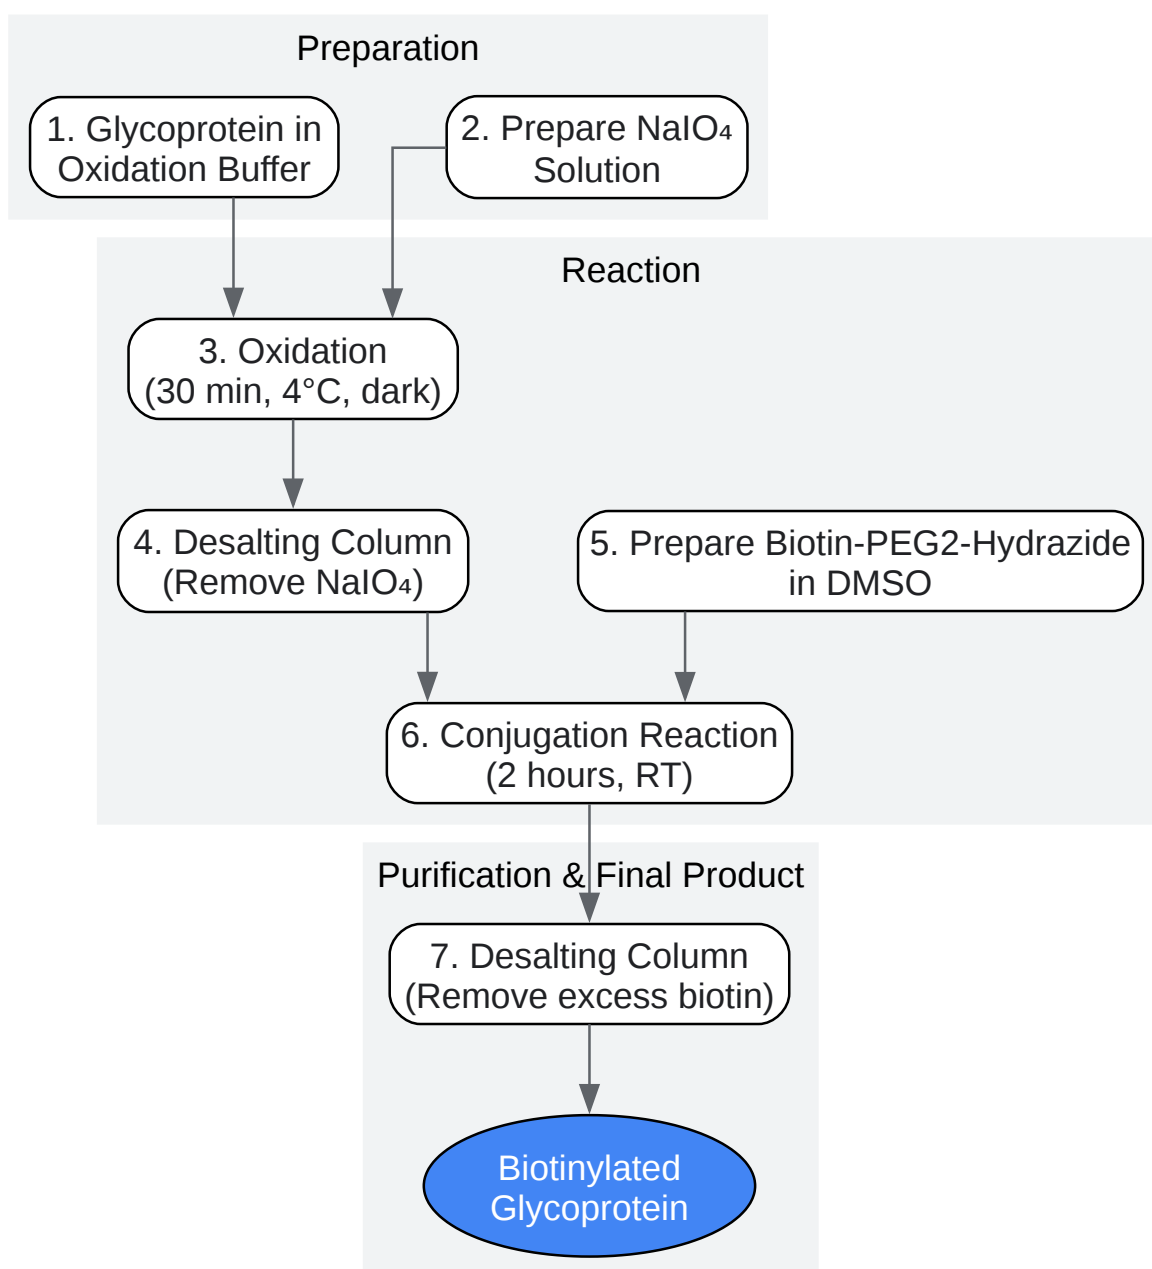 Preparation
1. Glycoprotein in
Oxidation Buffer
2. Prepare NaIO₄
Solution
Reaction
3. Oxidation
(30 min, 4°C, dark)
4. Desalting Column
(Remove NaIO₄)
5. Prepare Biotin-PEG2-Hydrazide
in DMSO
6. Conjugation Reaction
(2 hours, RT)
Purification & Final Product
7. Desalting Column
(Remove excess biotin)
Biotinylated
Glycoprotein